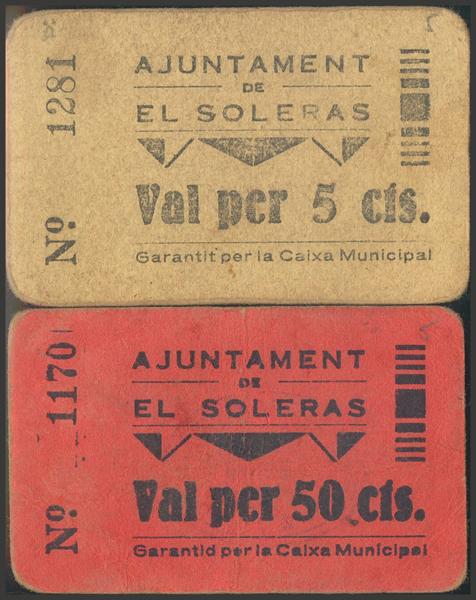 Nº 1281
AJUNTAMENT
DE
EL SOLERAS
Val per 5 cts.
Garantit per la Caixa Municipal
Nº 1170
AJUNTAMENT
DE
EL SOLERAS
Val per 50 cts.
Garantid per la Caixa Municipal